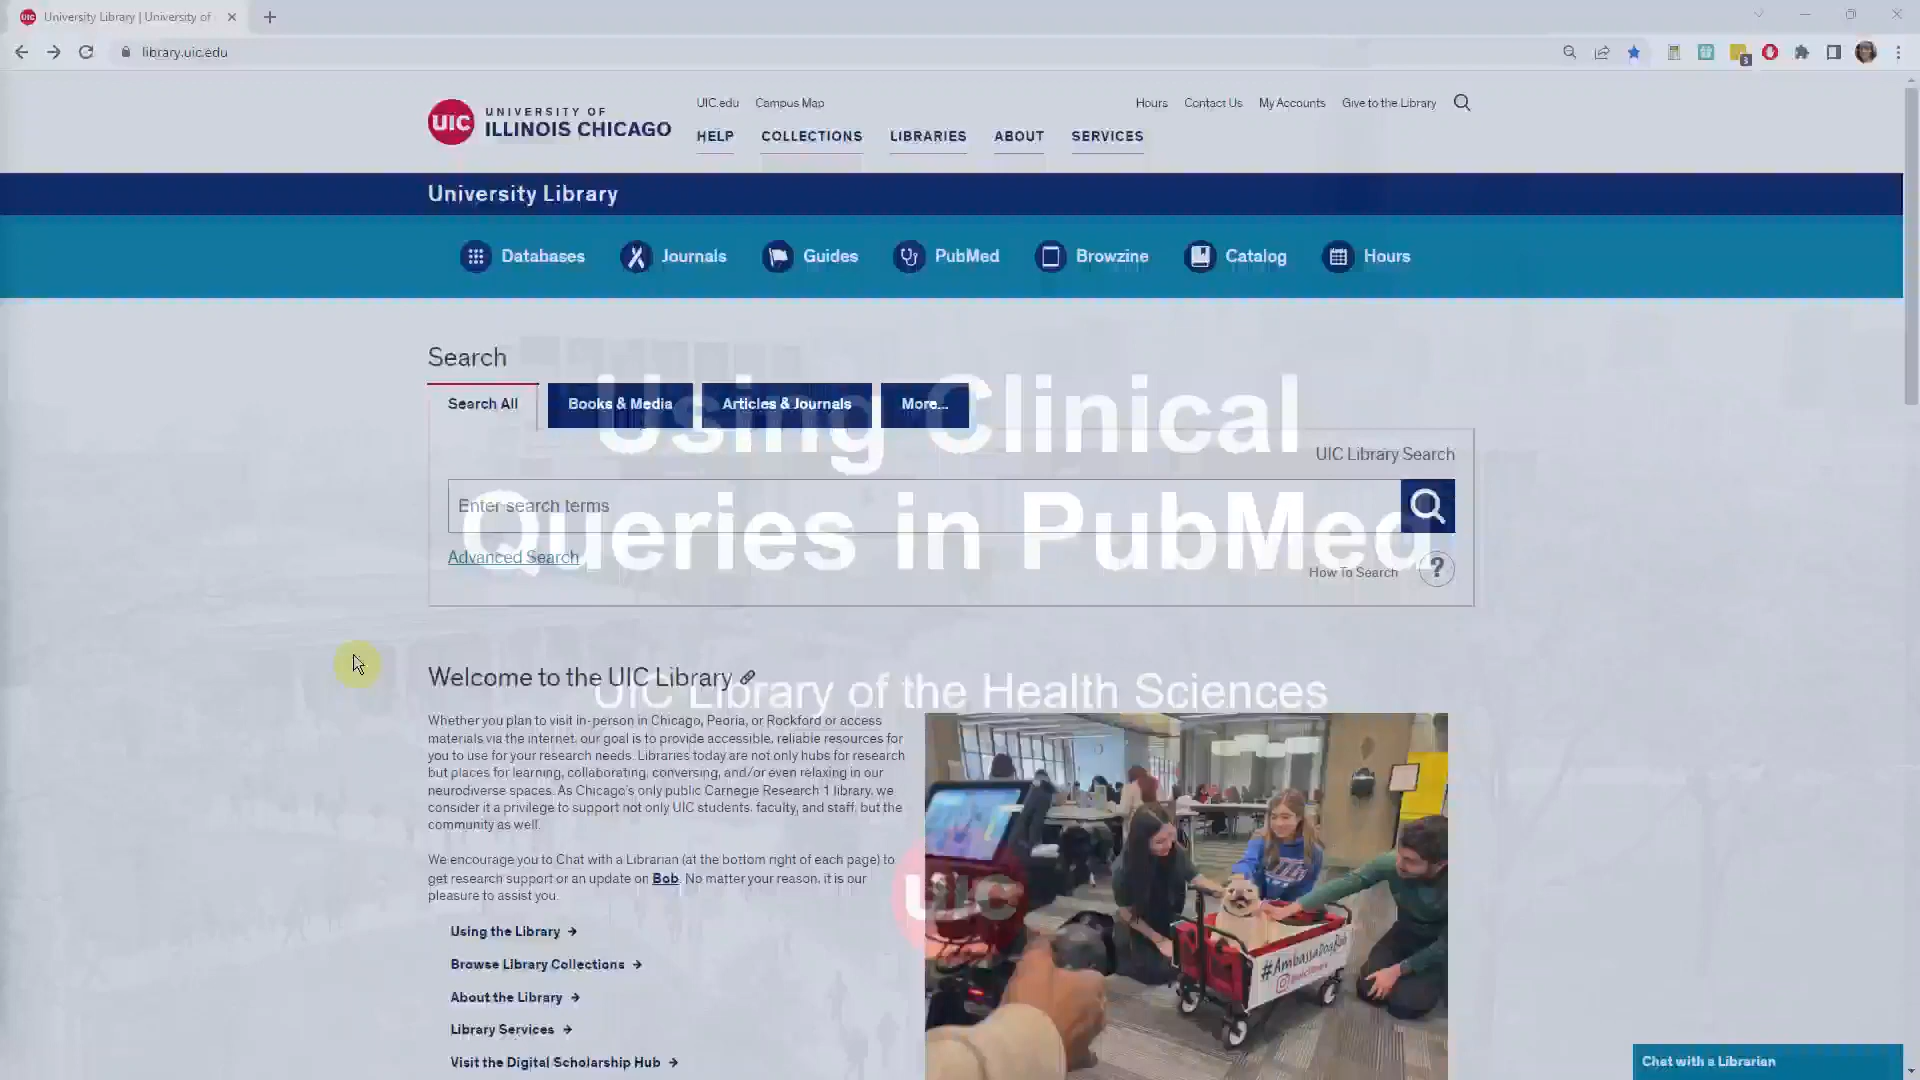 University Library | University of
library.uic.edu
3
UIC
UNIVERSITY OF
ILLINOIS CHICAGO
UIC.edu
Campus Map
Hours
Contact Us
My Accounts
Give to the Library
HELP
COLLECTIONS
LIBRARIES
ABOUT
SERVICES
University Library
Databases
Journals
Guides
PubMed
Browzine
Catalog
Hours
Search
Search All
Books & Media
Articles & Journals
More...
Using Clinical
Queries in PubMed
UIC Library Search
Enter search terms
Advanced Search
How To Search
?
Welcome to the UIC Library
UIC Library of the Health Sciences
Whether you plan to visit in-person in Chicago, Peoria, or Rockford or access
materials via the internet, our goal is to provide accessible, reliable resources for
you to use for your research needs. Libraries today are not only hubs for research
but places for learning, collaborating, conversing, and/or even relaxing in our
neurodiverse spaces. As Chicago's only public Carnegie Research 1 library, we
consider it a privilege to support not only UIC students, faculty, and staff, but the
community as well.
We encourage you to Chat with a Librarian (at the bottom right of each page) to
get research support or an update on Bob. No matter your reason, it is our
pleasure to assist you.
UIC
Using the Library
Browse Library Collections
About the Library
Library Services
Visit the Digital Scholarship Hub
#AmbassaDogBob
Chat with a Librarian